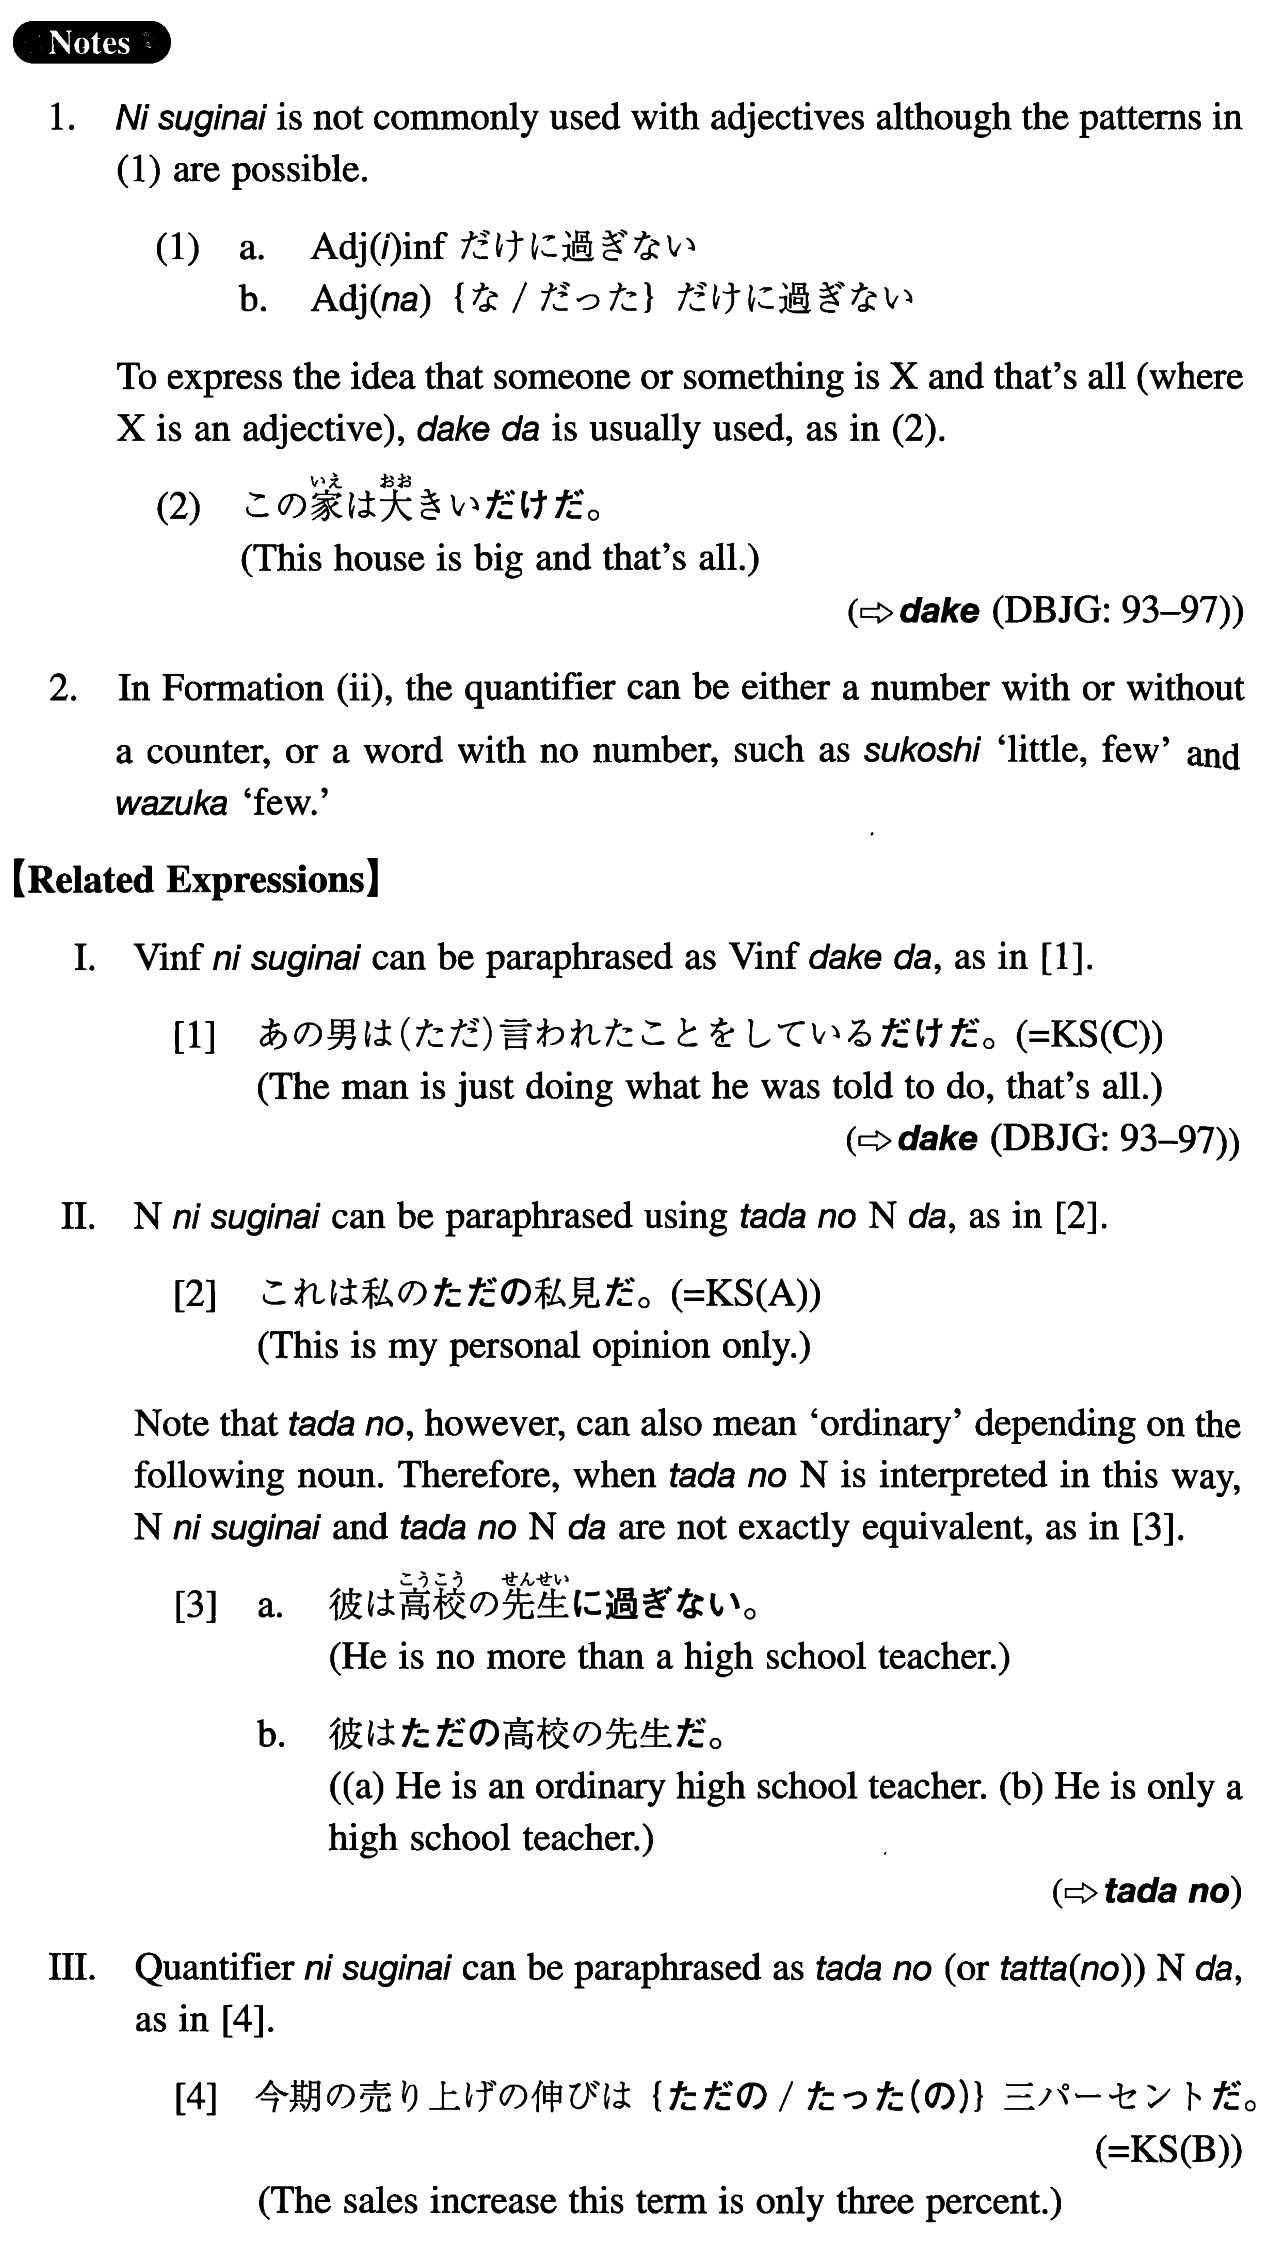 Notes
1. Ni suginai is not commonly used with adjectives although the patterns in
(1) are possible.
(1) a. Adj(i)inf だけに過ぎない
b. Adj(na) {な / だった} だけに過ぎない
To express the idea that someone or something is X and that's all (where
X is an adjective), dake da is usually used, as in (2).
いえ おお
(2) この家は大きいだけだ。
(This house is big and that's all.)
(⇨dake (DBJG: 93–97))
2. In Formation (ii), the quantifier can be either a number with or without
a counter, or a word with no number, such as sukoshi ‘little, few’ and
wazuka ‘few.’
【Related Expressions】
I. Vinf ni suginai can be paraphrased as Vinf dake da, as in [1].
[1] あの男は(ただ)言われたことをしているだけだ。(=KS(C))
(The man is just doing what he was told to do, that's all.)
(⇨dake (DBJG: 93–97))
II. N ni suginai can be paraphrased using tada no N da, as in [2].
[2] これは私のただの私見だ。(=KS(A))
(This is my personal opinion only.)
Note that tada no, however, can also mean ‘ordinary’ depending on the
following noun. Therefore, when tada no N is interpreted in this way,
N ni suginai and tada no N da are not exactly equivalent, as in [3].
こうこう せんせい
[3] a. 彼は高校の先生に過ぎない。
(He is no more than a high school teacher.)
b. 彼はただの高校の先生だ。
((a) He is an ordinary high school teacher. (b) He is only a
high school teacher.)
(⇨tada no)
III. Quantifier ni suginai can be paraphrased as tada no (or tatta(no)) N da,
as in [4].
[4] 今期の売り上げの伸びは {ただの / たった(の)} 三パーセントだ。
(=KS(B))
(The sales increase this term is only three percent.)